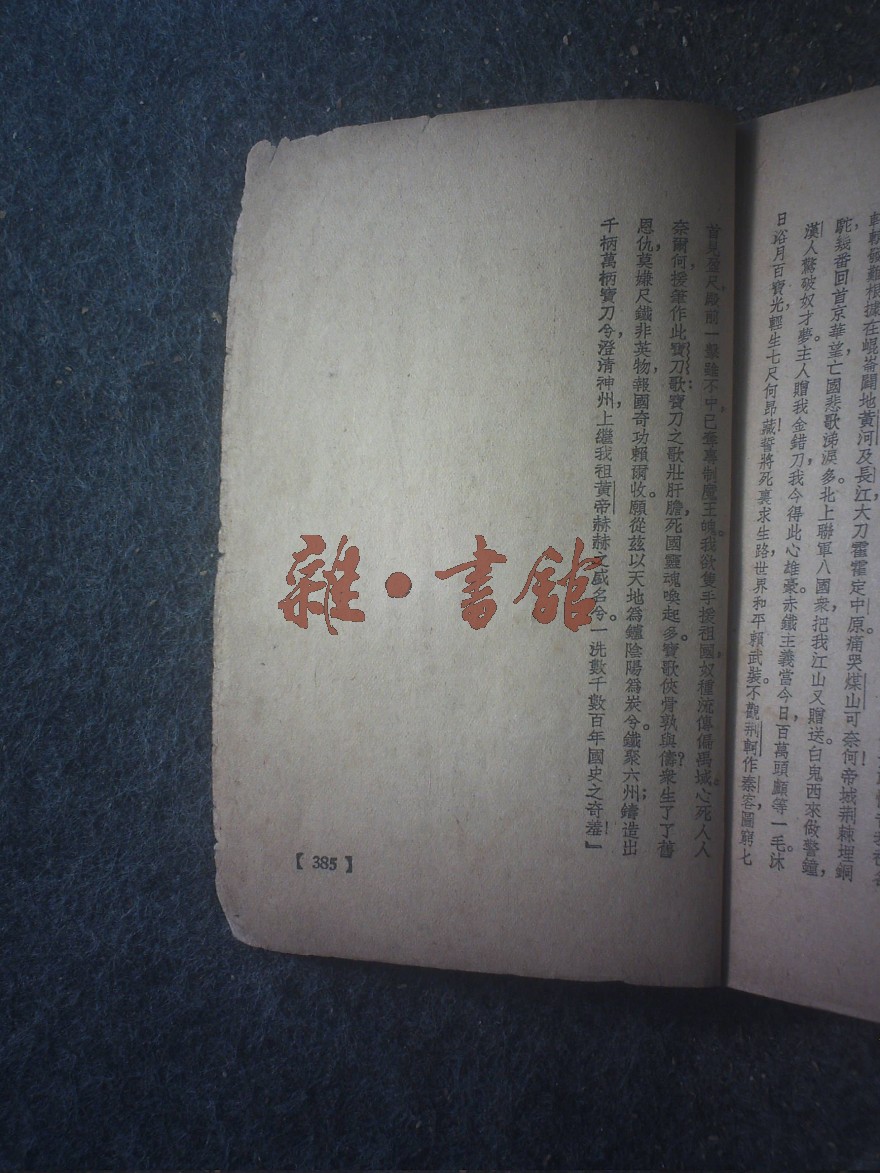 難根據在崐崙闢地黃河及長江，大刀霍霍定中原。痛哭煤山可奈何！帝城荆棘埋銅
駝，幾番回首京華望，亡國悲歌涕淚多。北上聯軍八國衆，把我江山又贈送。白鬼西來做警鐘，
漢人驚破奴才夢。主人贈我金錯刀，我今得此心雄豪。赤鐵主義當今日，百萬頭顱等一毛。沐
日浴月百寶光，輕生七尺何昂藏！誓將死裏求生路，世界和平賴武裝。不觀荆軻作秦客，圖窮七
首見盈尺，殿前一擊雖不中，已奪專制魔王魄。我欲隻手援祖國，奴種流傳徧禹域。心死人人
奈爾何，援筆作此寶刀歌：寶刀之歌壯肝膽，死國靈魂喚起多。寶歌俠骨孰與儔？衆生了了舊
恩仇，莫嫌尺鐵非英物，報國奇功賴爾收。願從茲以天地為鑪，陰陽為炭兮。鐵聚六州；鑄造出
千柄萬柄寶刀兮，澄清神州，上繼我祖黃帝赫赫之威名兮。一洗數千數百年國史之奇羞！』
【 385 】
雜·書館